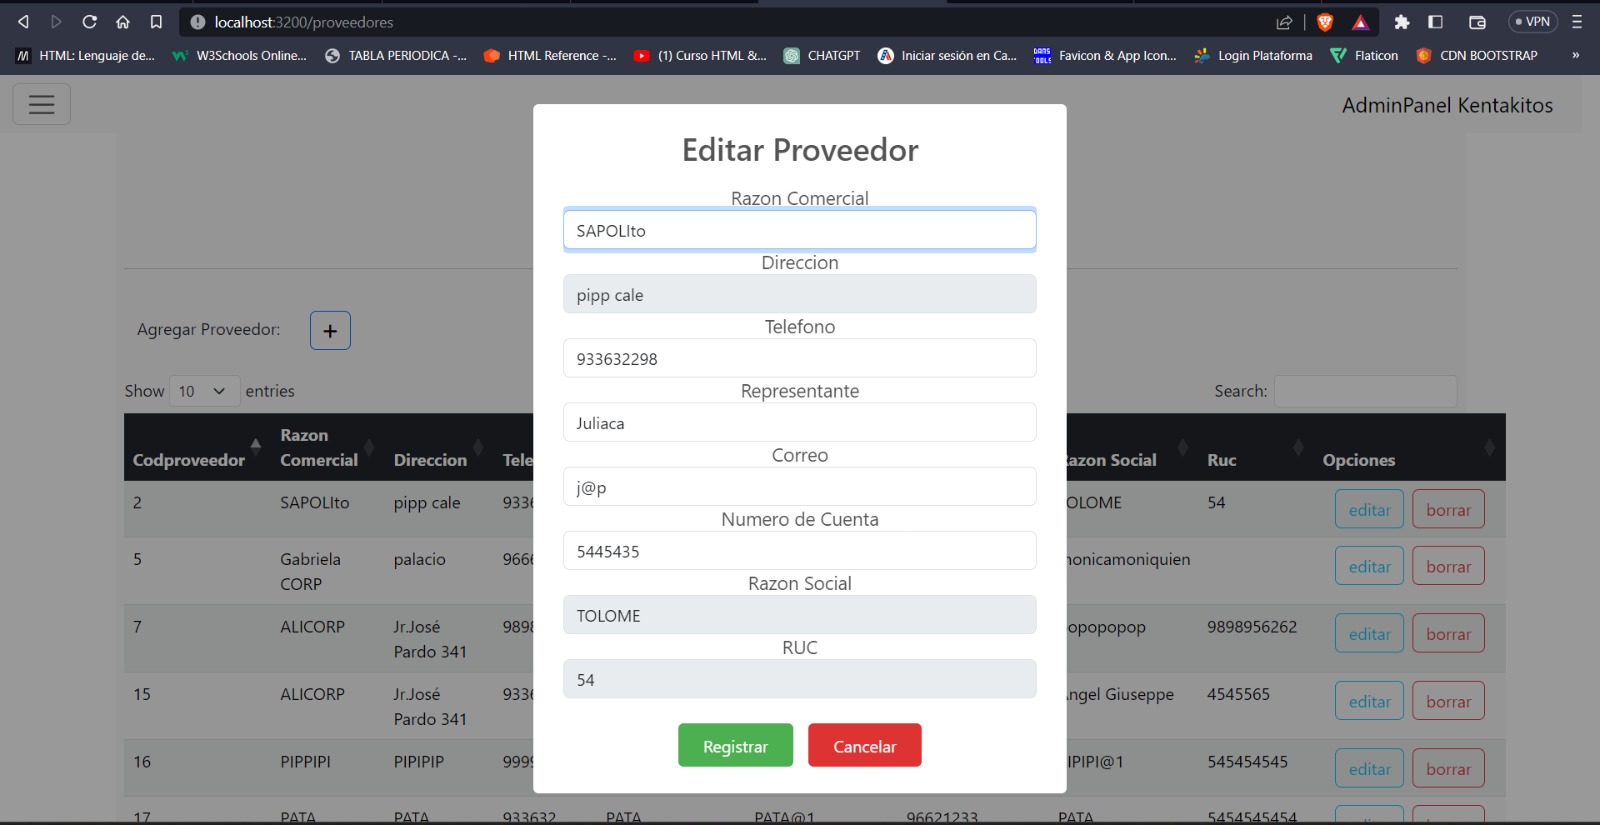 localhost:3200/proveedores
VPN
HTML: Lenguaje de...
W3Schools Online...
TABLA PERIODICA -...
HTML Reference -...
(1) Curso HTML &...
CHATGPT
Iniciar sesión en Ca...
Favicon & App Icon...
Login Plataforma
Flaticon
CDN BOOTSTRAP
»
AdminPanel Kentakitos
Editar Proveedor
Razon Comercial
SAPOLIto
Direccion
pipp cale
Telefono
933632298
Representante
Juliaca
Correo
j@p
Numero de Cuenta
5445435
Razon Social
TOLOME
RUC
54
Registrar Cancelar
Agregar Proveedor: +
Show 10 entries
Search:
Codproveedor Razon Comercial Direccion Tele azon Social Ruc Opciones
2 SAPOLIto pipp cale 933 OLOME 54 editar borrar
5 Gabriela CORP palacio 966 onicamoniquien editar borrar
7 ALICORP Jr.José Pardo 341 989 opopopop 9898956262 editar borrar
15 ALICORP Jr.José Pardo 341 933 ngel Giuseppe 4545565 editar borrar
16 PIPPIPI PIPIPIP 999 IPIPI@1 545454545 editar borrar
17 PATA PATA 933632 PATA PATA@1 96621233 PATA 5454545454 editar borrar